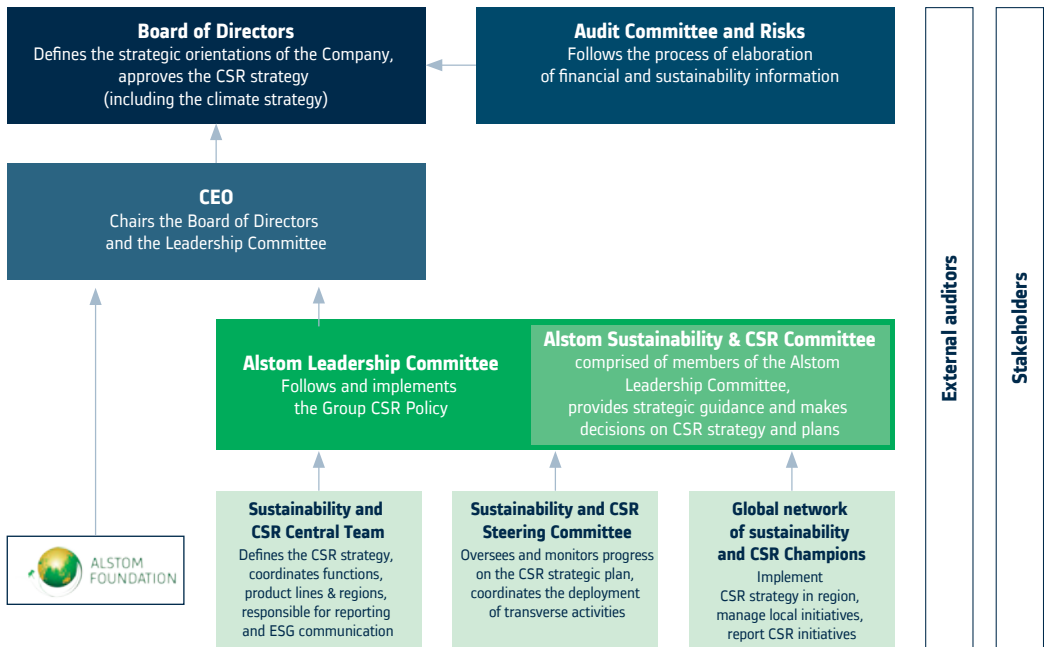 Board of Directors
Defines the strategic orientations of the Company,
approves the CSR strategy
(including the climate strategy)
Audit Committee and Risks
Follows the process of elaboration
of financial and sustainability information
CEO
Chairs the Board of Directors
and the Leadership Committee
Alstom Leadership Committee
Follows and implements
the Group CSR Policy
Alstom Sustainability & CSR Committee
comprised of members of the Alstom
Leadership Committee,
provides strategic guidance and makes
decisions on CSR strategy and plans
ALSTOM
FOUNDATION
Sustainability and
CSR Central Team
Defines the CSR strategy,
coordinates functions,
product lines & regions,
responsible for reporting
and ESG communication
Sustainability and CSR
Steering Committee
Oversees and monitors progress
on the CSR strategic plan,
coordinates the deployment
of transverse activities
Global network
of sustainability
and CSR Champions
Implement
CSR strategy in region,
manage local initiatives,
report CSR initiatives
External auditors
Stakeholders